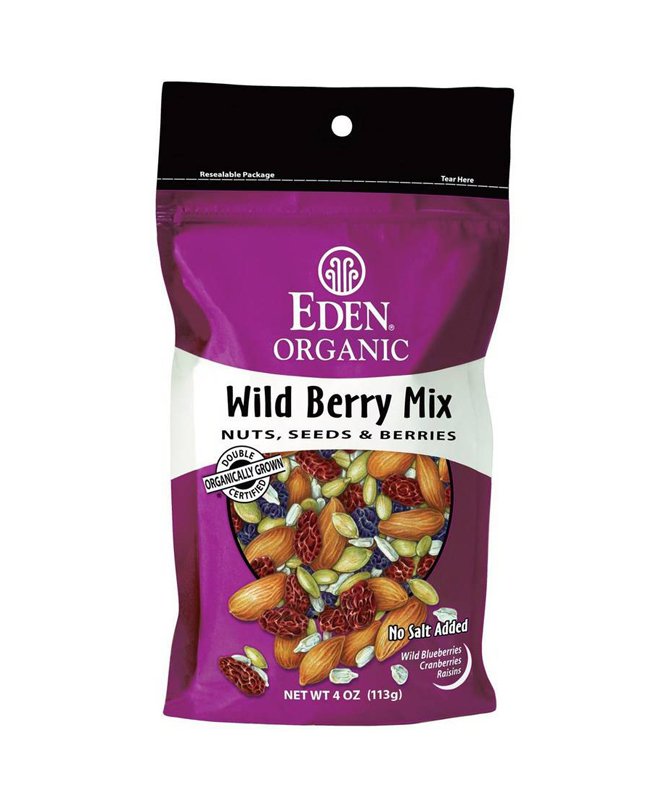 Resealable Package
Tear Here
EDEN®
ORGANIC
Wild Berry Mix
NUTS, SEEDS & BERRIES
DOUBLE
ORGANICALLY GROWN
CERTIFIED
No Salt Added
Wild Blueberries
Cranberries
Raisins
NET WT 4 OZ (113g)